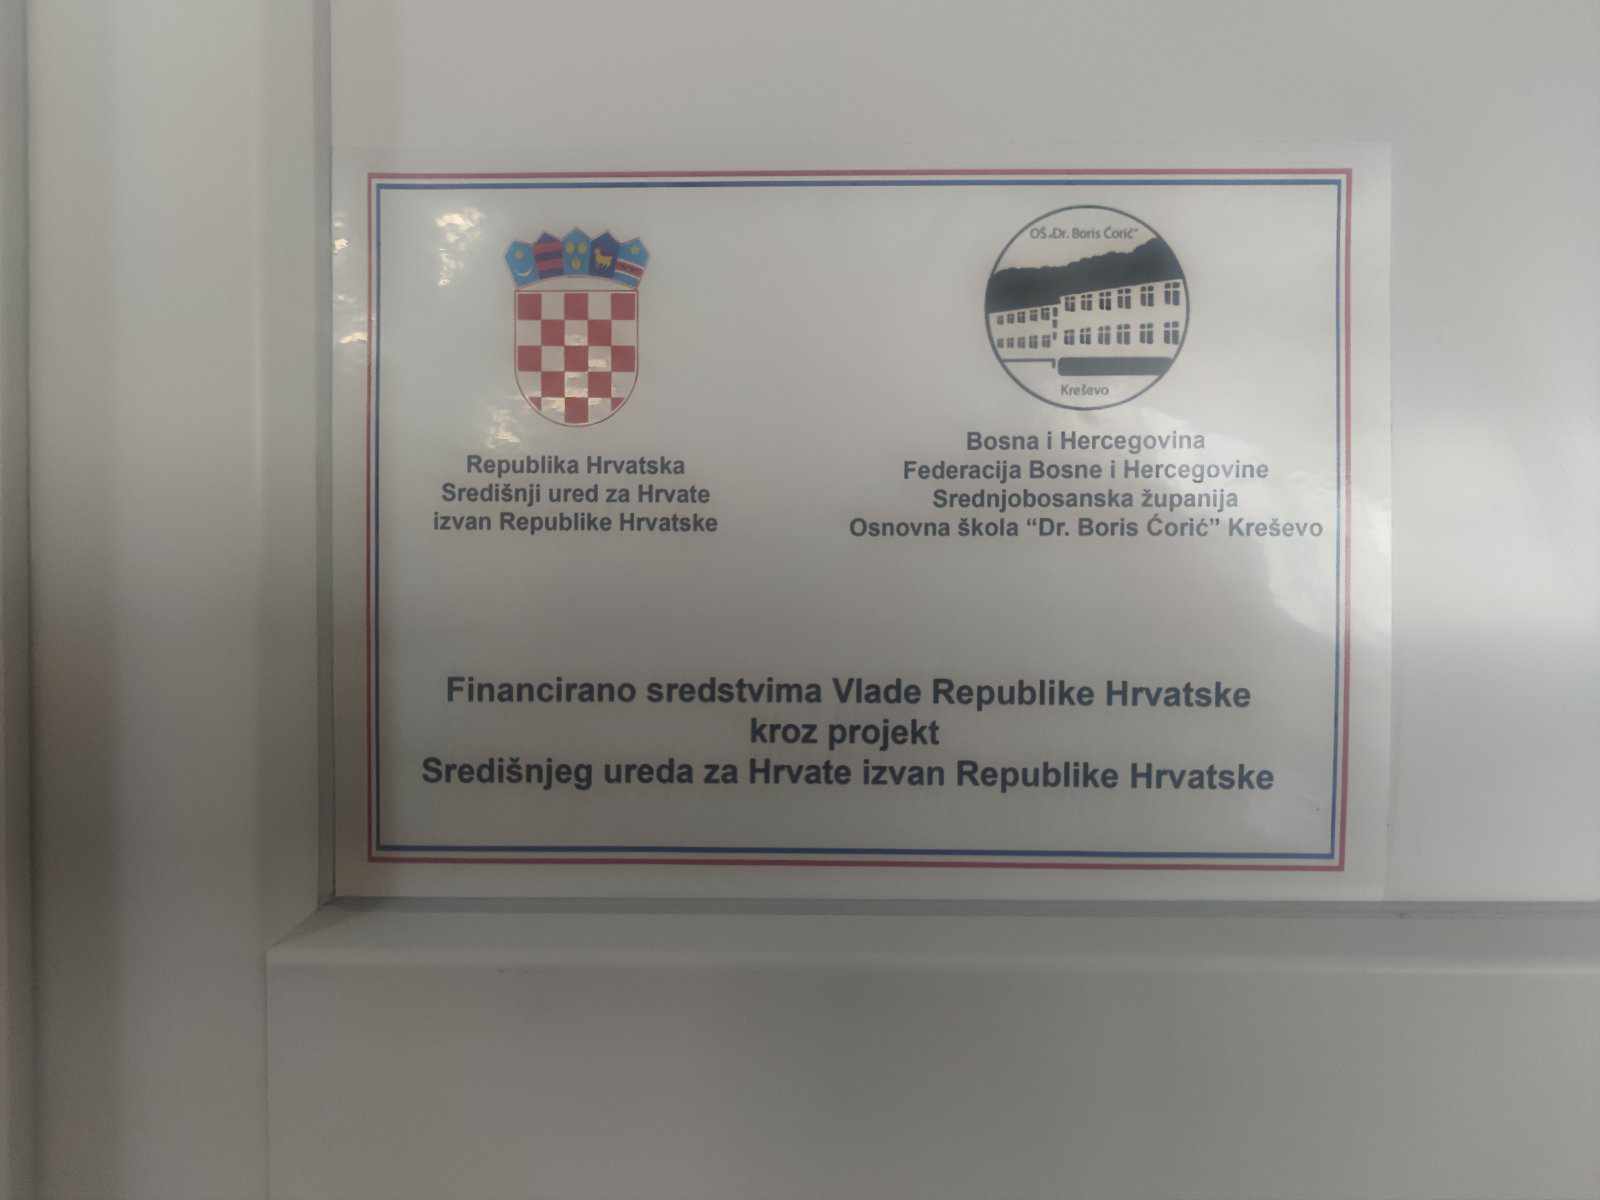 Republika Hrvatska
Središnji ured za Hrvate
izvan Republike Hrvatske
OŠ „Dr. Boris Ćorić“
Kreševo
Bosna i Hercegovina
Federacija Bosne i Hercegovine
Srednjobosanska županija
Osnovna škola “Dr. Boris Ćorić” Kreševo
Financirano sredstvima Vlade Republike Hrvatske
kroz projekt
Središnjeg ureda za Hrvate izvan Republike Hrvatske